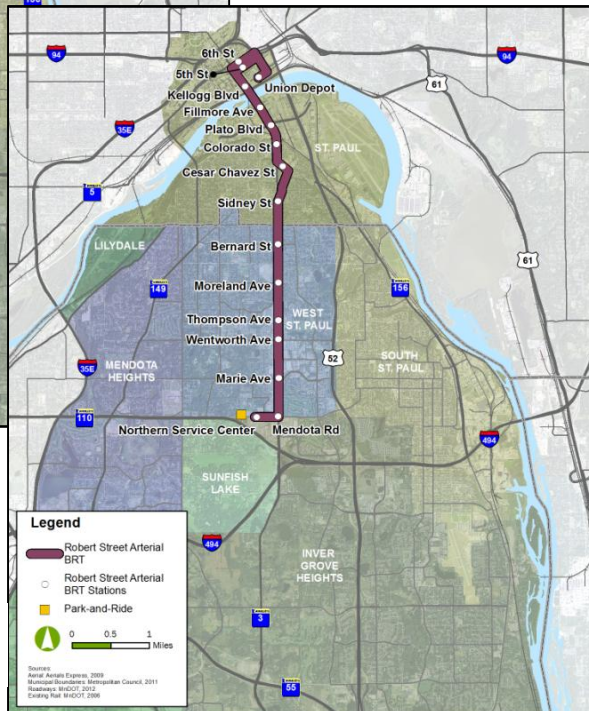 94
6th St
5th St
94
Union Depot
61
Kellogg Blvd
Fillmore Ave
35E
Plato Blvd
Colorado St
ST. PAUL
Cesar Chavez St
5
Sidney St
LILYDALE
Bernard St
61
149
Moreland Ave
156
WEST
ST. PAUL
Thompson Ave
Wentworth Ave
52
SOUTH
ST. PAUL
MENDOTA
HEIGHTS
35E
Marie Ave
110
Northern Service Center
Mendota Rd
494
SUNFISH
LAKE
494
INVER
GROVE
HEIGHTS
3
55
Legend
Robert Street Arterial
BRT
Robert Street Arterial
BRT Stations
Park-and-Ride
0 0.5 1
Miles
Sources:
Aerial: Aerials Express, 2009
Municipal Boundaries: Metropolitan Council, 2011
Roadways: MnDOT, 2012
Existing Rail: MnDOT, 2006